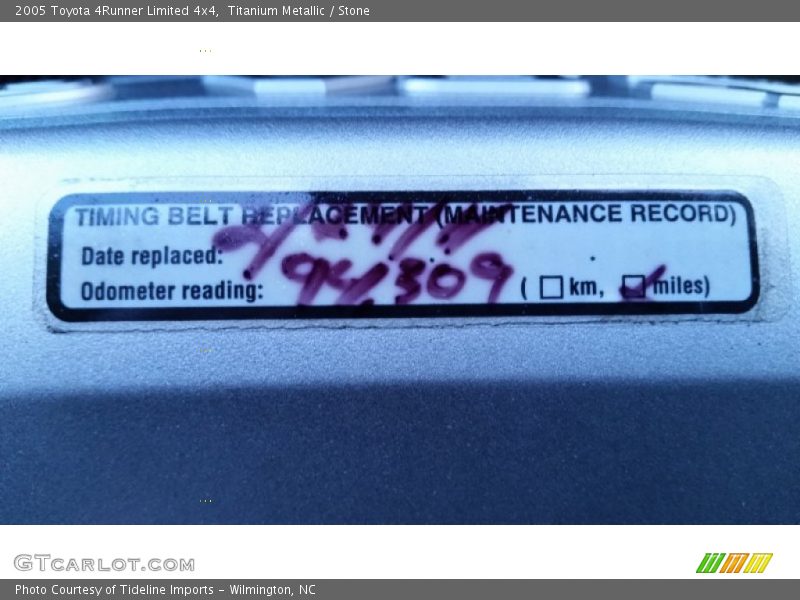 2005 Toyota 4Runner Limited 4x4, Titanium Metallic / Stone
TIMING BELT REPLACEMENT (MAINTENANCE RECORD)
Date replaced:
Odometer reading: 94,309 ( □ km, □ miles)
GTCARLOT.COM
Photo Courtesy of Tideline Imports - Wilmington, NC